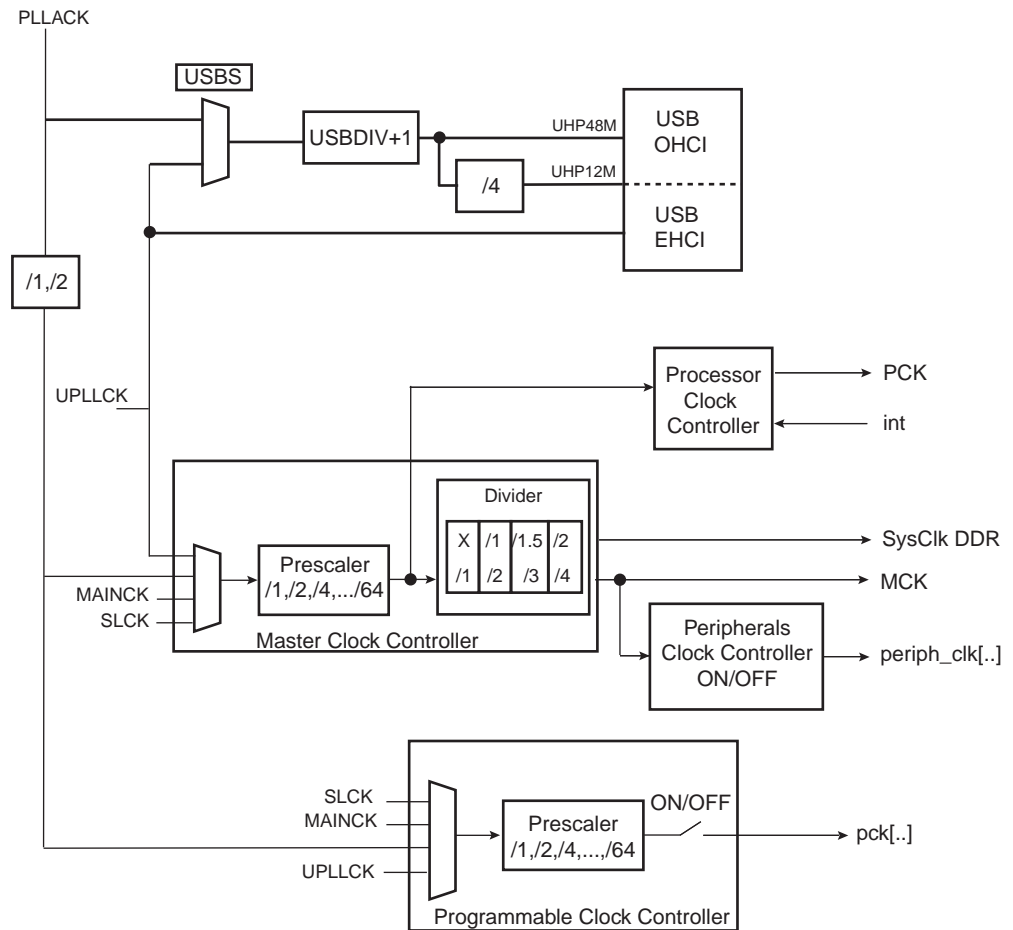 PLLACK
USBS
USBDIV+1
UHP48M
USB
OHCI
/4
UHP12M
USB
EHCI
/1,/2
UPLLCK
Processor
Clock
Controller
PCK
int
Divider
X /1 /1.5 /2
/1 /2 /3 /4
Prescaler
/1,/2,/4,.../64
SysClk DDR
MCK
MAINCK
SLCK
Master Clock Controller
Peripherals
Clock Controller
ON/OFF
periph_clk[..]
SLCK
MAINCK
UPLLCK
Prescaler
/1,/2,/4,...,/64
ON/OFF
pck[..]
Programmable Clock Controller